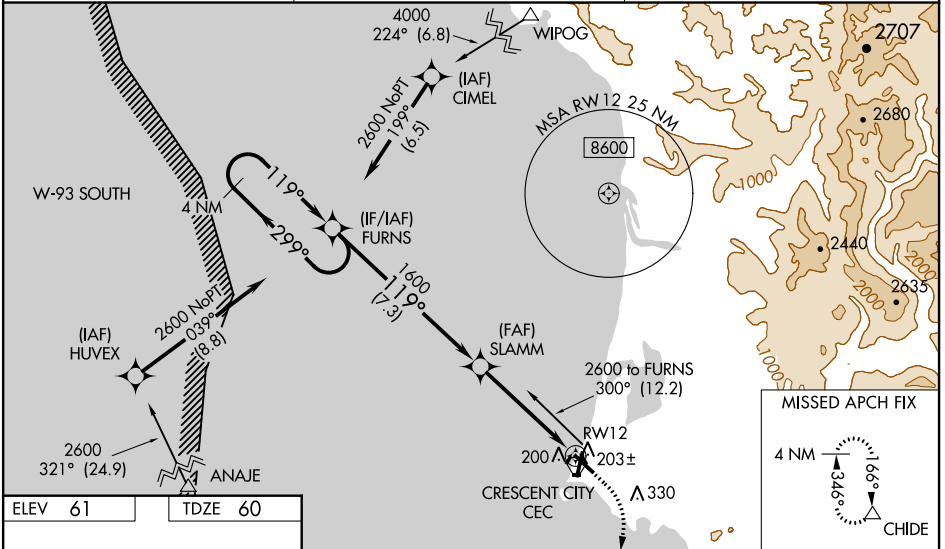 4000
224° (6.8)
WIPOG
2707
(IAF)
CIMEL
2600 NoPT
199°
(6.5)
MSA RW12 25 NM
8600
2680
1000
W-93 SOUTH
4 NM
119°
299°
(IF/IAF)
FURNS
2440
2000
2635
2000
1600
119°
(7.3)
2600 NoPT
039°
(8.8)
(IAF)
HUVEX
(FAF)
SLAMM
1000
2600 to FURNS
300° (12.2)
MISSED APCH FIX
4 NM
346°
166°
CHIDE
RW12
200
203±
330
CRESCENT CITY
CEC
2600
321° (24.9)
ANAJE
ELEV 61
TDZE 60